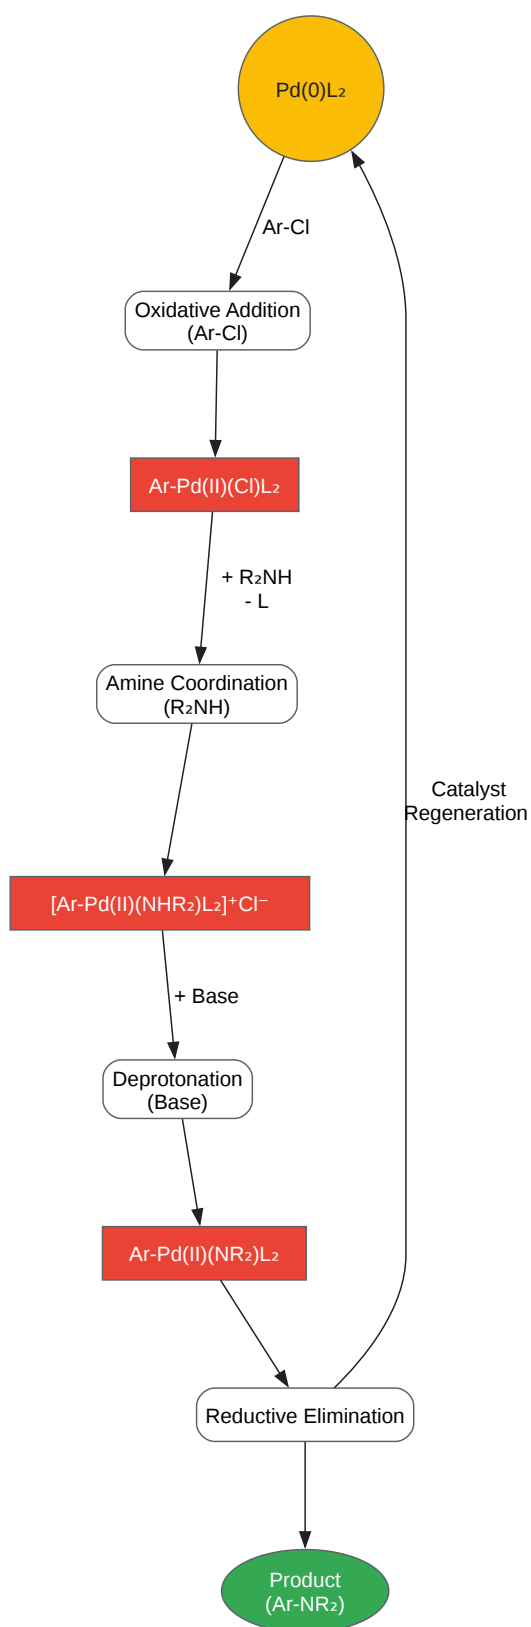 Pd(0)L₂
Ar-Cl
Oxidative Addition
(Ar-Cl)
Ar-Pd(II)(Cl)L₂
+ R₂NH
- L
Amine Coordination
(R₂NH)
Catalyst
Regeneration
[Ar-Pd(II)(NHR₂)L₂]⁺Cl⁻
+ Base
Deprotonation
(Base)
Ar-Pd(II)(NR₂)L₂
Reductive Elimination
Product
(Ar-NR₂)